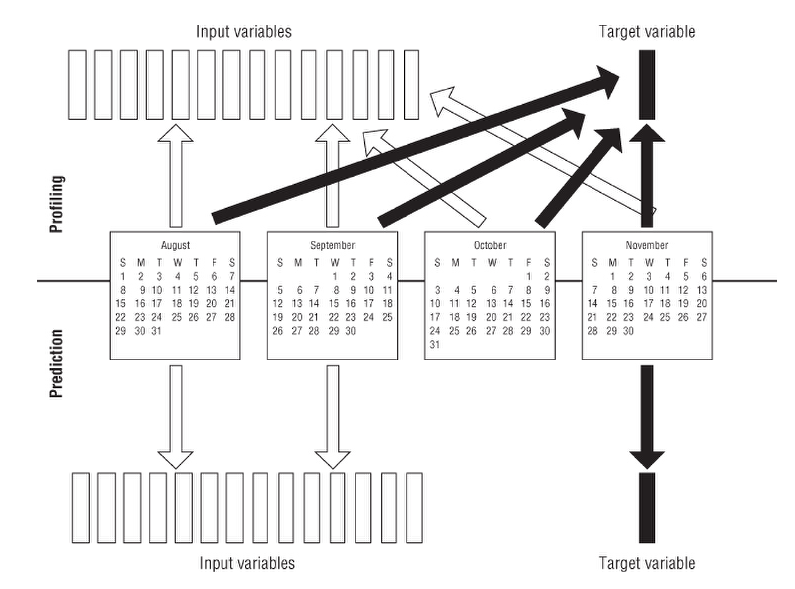 Input variables
Target variable
Profiling
August
S M T W T F S
1 2 3 4 5 6 7
8 9 10 11 12 13 14
15 16 17 18 19 20 21
22 23 24 25 26 27 28
29 30 31
September
S M T W T F S
1 2 3 4
5 6 7 8 9 10 11
12 13 14 15 16 17 18
19 20 21 22 23 24 25
26 27 28 29 30
October
S M T W T F S
1 2
3 4 5 6 7 8 9
10 11 12 13 14 15 16
17 18 19 20 21 22 23
24 25 26 27 28 29 30
31
November
S M T W T F S
1 2 3 4 5 6
7 8 9 10 11 12 13
14 15 16 17 18 19 20
21 22 23 24 25 26 27
28 29 30
Prediction
Input variables
Target variable